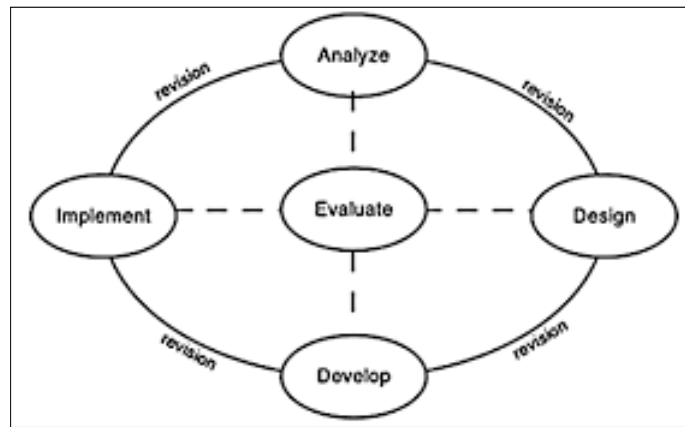 Analyze
revision
revision
Implement
Evaluate
Design
revision
revision
Develop